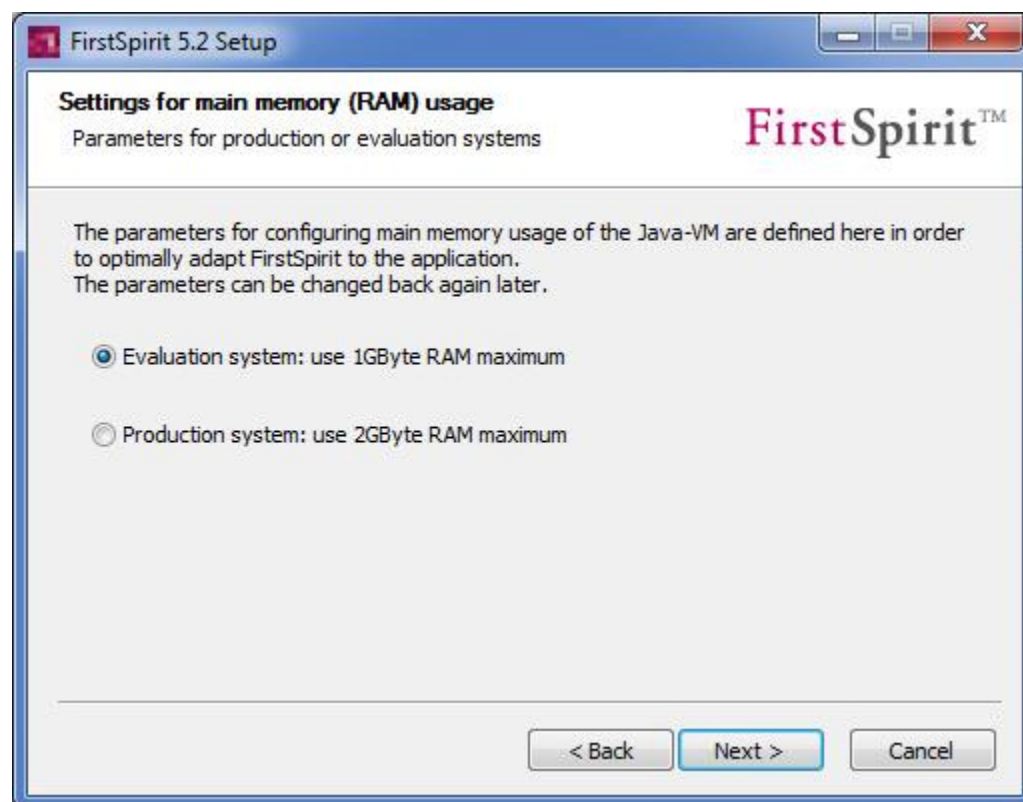 FirstSpirit 5.2 Setup
Settings for main memory (RAM) usage
Parameters for production or evaluation systems
FirstSpirit™
The parameters for configuring main memory usage of the Java-VM are defined here in order
to optimally adapt FirstSpirit to the application.
The parameters can be changed back again later.
Evaluation system: use 1GByte RAM maximum
Production system: use 2GByte RAM maximum
< Back
Next >
Cancel